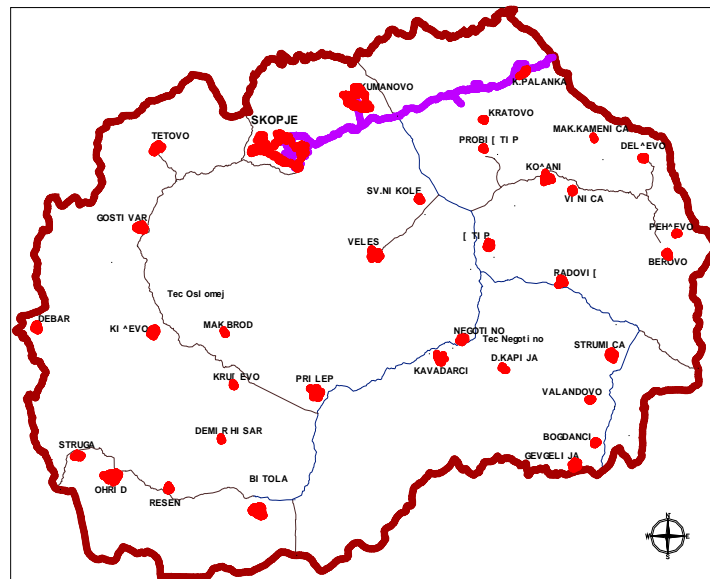 K.PALANKA
KUMANOVO
KRATOVO
SKOPJE
MAK.KAMENI CA
TETOVO
PROBI [ TI P
DEL^EVO
KO^ANI
SV.NI KOLE
VI NI CA
GOSTI VAR
PEH^EVO
[ TI P
VELES
BEROVO
RADOVI [
Tec Osl omej
DEBAR
KI ^EVO
MAK.BROD
NEGOTI NO
Tec Negoti no
STRUMI CA
D.KAPI JA
KAVADARCI
KRU[ EVO
PRI LEP
VALANDOVO
DEMI R HI SAR
BOGDANCI
STRUGA
GEVGELI JA
BI TOLA
OHRI D
RESEN
N
W E
S